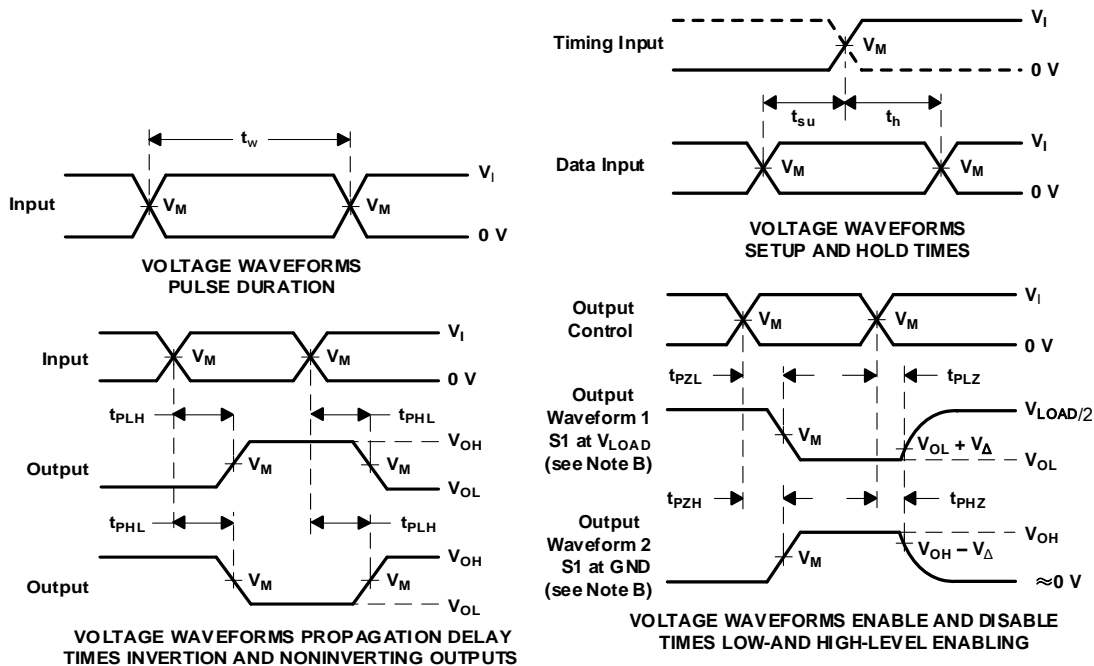 t_w
V_I
Input
V_M
V_M
0 V
VOLTAGE WAVEFORMS
PULSE DURATION
V_I
Timing Input
V_M
0 V
t_su
t_h
V_I
Data Input
V_M
V_M
0 V
VOLTAGE WAVEFORMS
SETUP AND HOLD TIMES
V_I
Input
V_M
V_M
0 V
t_PLH
t_PHL
V_OH
Output
V_M
V_M
V_OL
t_PHL
t_PLH
V_OH
Output
V_M
V_M
V_OL
VOLTAGE WAVEFORMS PROPAGATION DELAY
TIMES INVERTION AND NONINVERTING OUTPUTS
V_I
Output
Control
V_M
V_M
0 V
t_PZL
t_PLZ
Output
Waveform 1
S1 at V_LOAD
(see Note B)
V_LOAD/2
V_M
V_OL + V_Δ
V_OL
t_PZH
t_PHZ
Output
Waveform 2
S1 at GND
(see Note B)
V_OH
V_M
V_OH – V_Δ
≈0 V
VOLTAGE WAVEFORMS ENABLE AND DISABLE
TIMES LOW-AND HIGH-LEVEL ENABLING